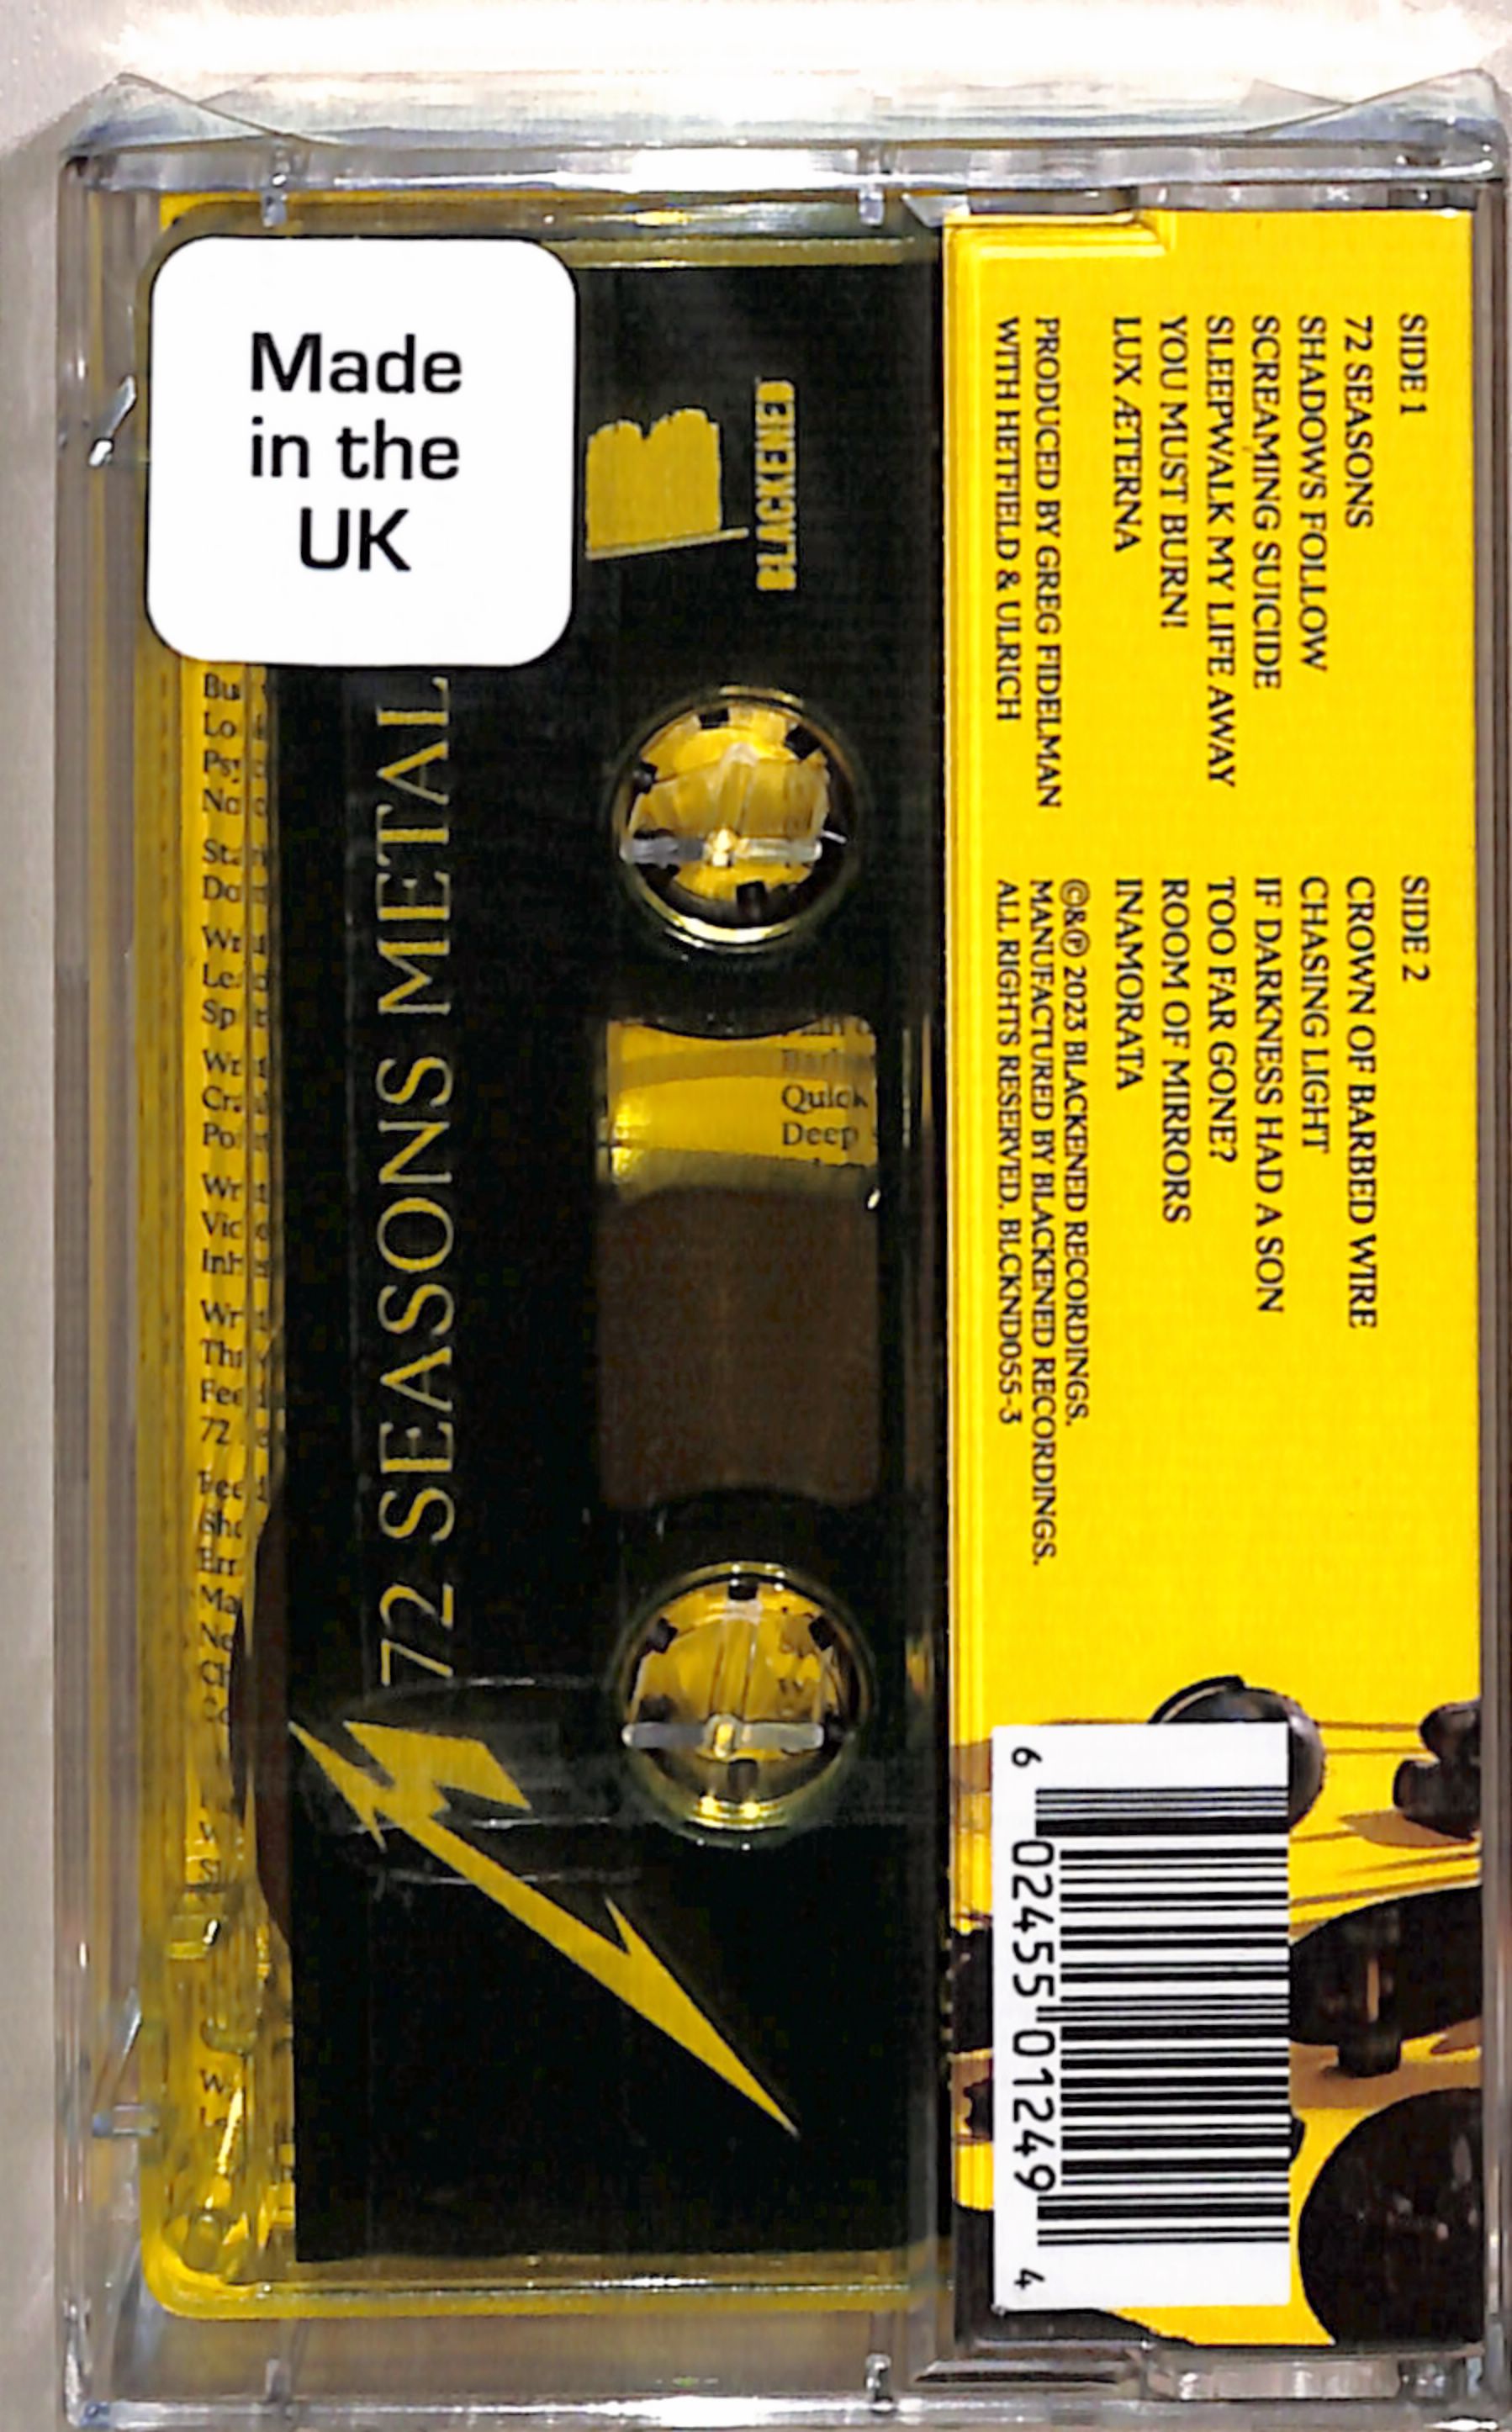 Made
in the
UK
BLACKENED
72 SEASONS METAL
Quick
Deep
SIDE 1
72 SEASONS
SHADOWS FOLLOW
SCREAMING SUICIDE
SLEEPWALK MY LIFE AWAY
YOU MUST BURN!
LUX ÆTERNA
PRODUCED BY GREG FIDELMAN
WITH HETFIELD & ULRICH
SIDE 2
CROWN OF BARBED WIRE
CHASING LIGHT
IF DARKNESS HAD A SON
TOO FAR GONE?
ROOM OF MIRRORS
INAMORATA
©&℗ 2023 BLACKENED RECORDINGS.
MANUFACTURED BY BLACKENED RECORDINGS.
ALL RIGHTS RESERVED. BLCKND055-3
6 02455 01249 4